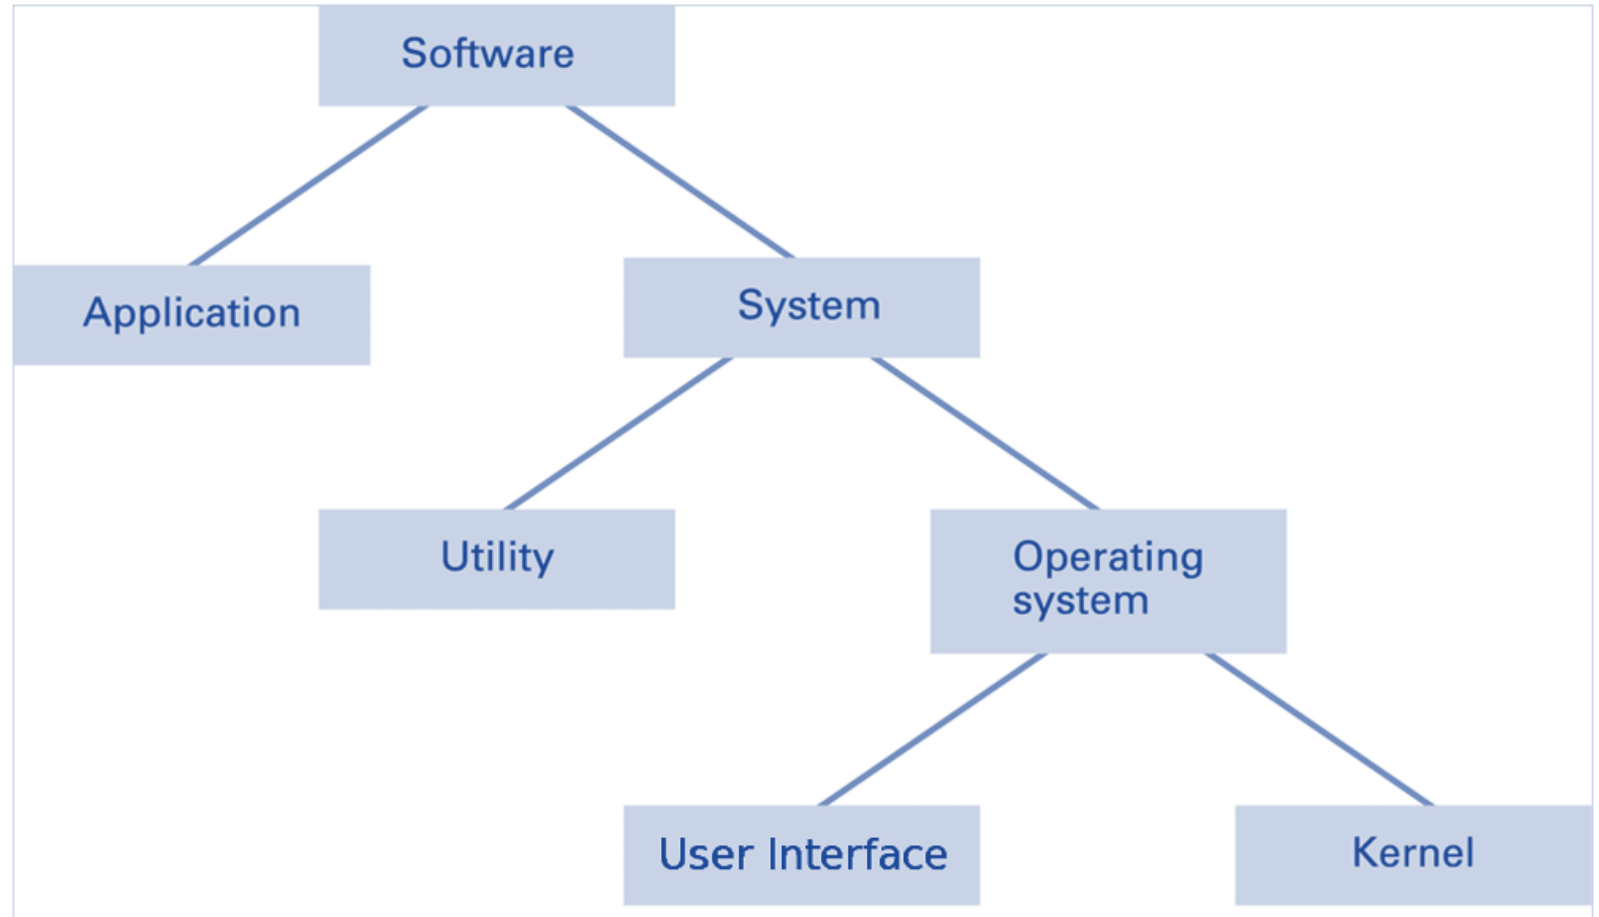 Software
Application
System
Utility
Operating
system
User Interface
Kernel